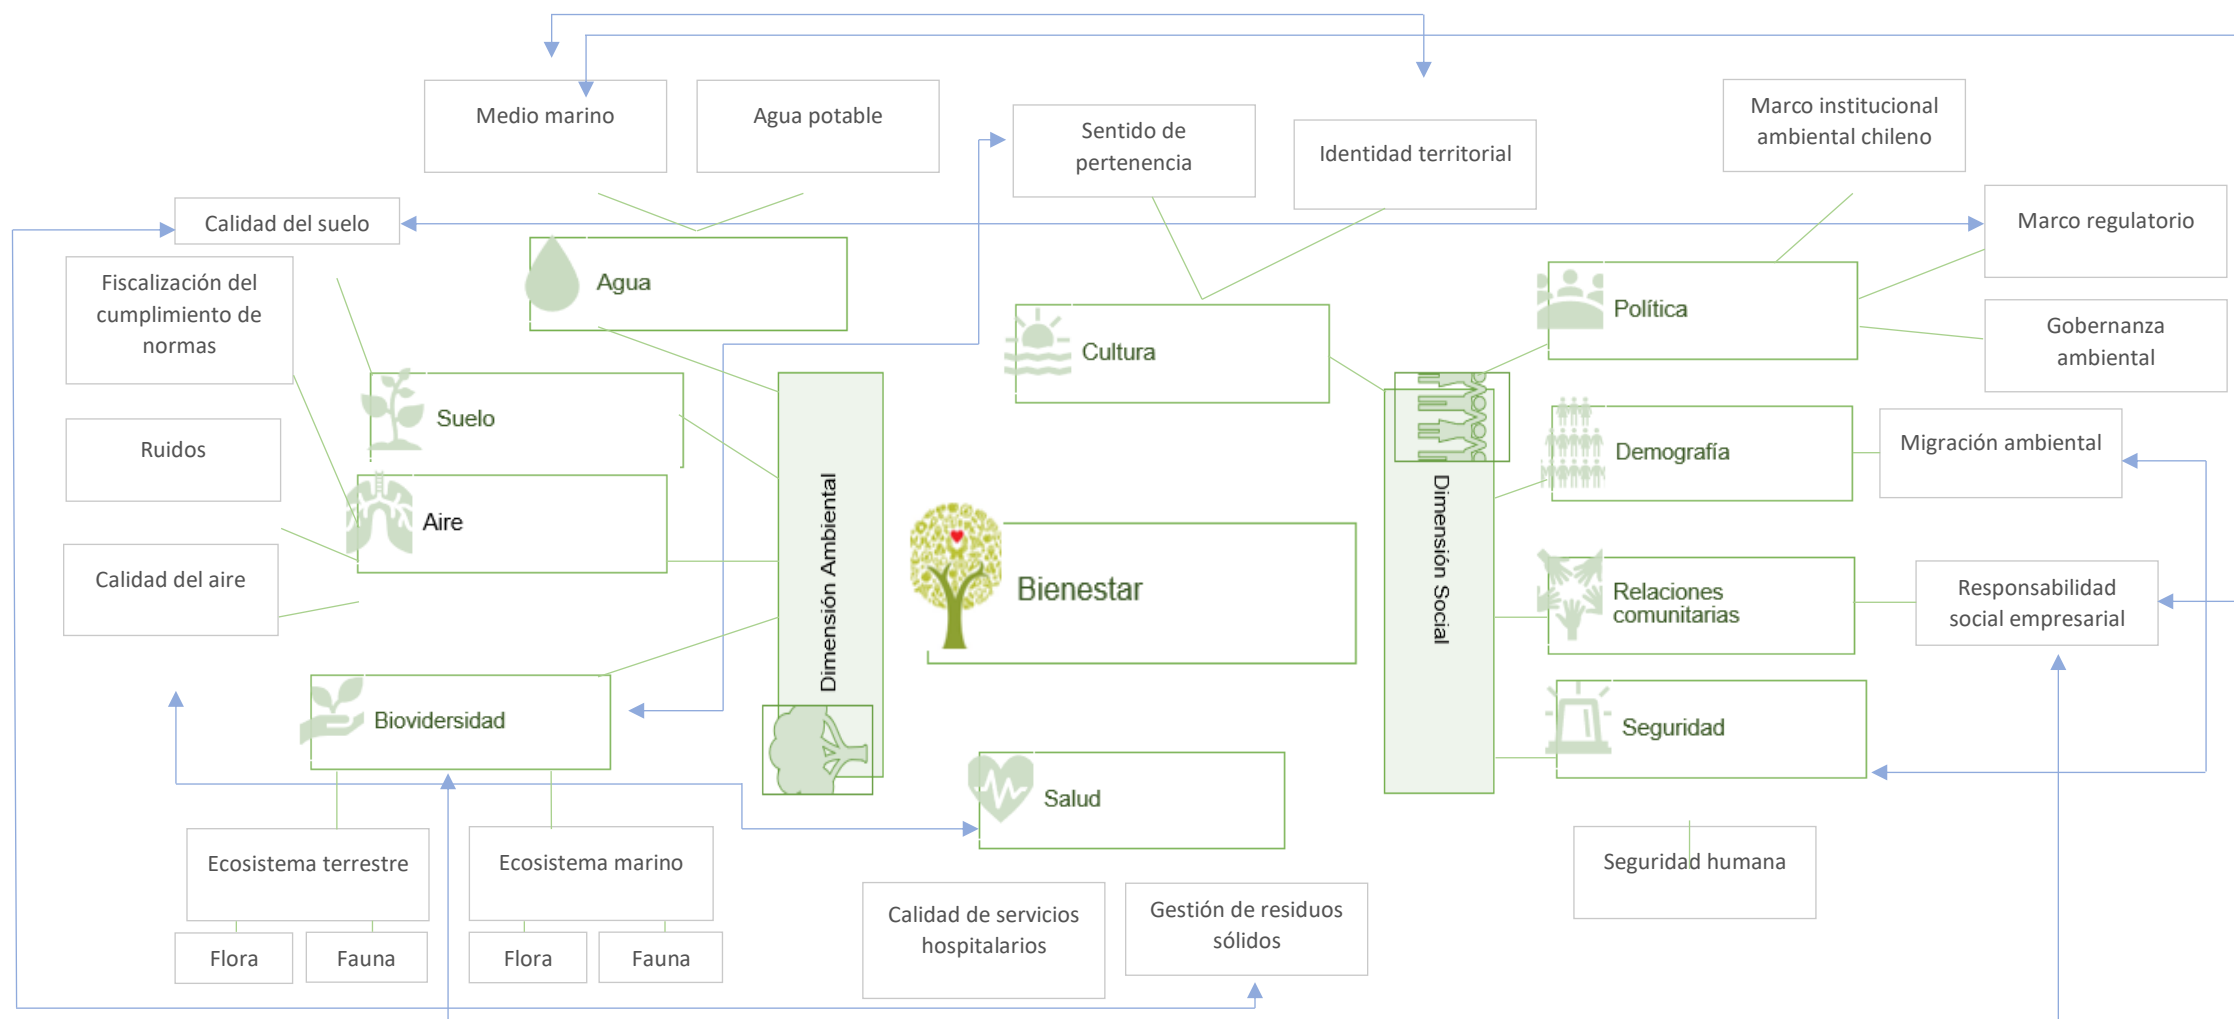 Medio marino
Agua potable
Sentido de
pertenencia
Identidad territorial
Marco institucional
ambiental chileno
Calidad del suelo
Marco regulatorio
Fiscalización del
cumplimiento de
normas
Agua
Cultura
Política
Gobernanza
ambiental
Suelo
Ruidos
Demografía
Migración ambiental
Aire
Calidad del aire
Dimensión Ambiental
Bienestar
Dimensión Social
Relaciones
comunitarias
Responsabilidad
social empresarial
Biovidersidad
Seguridad
Salud
Ecosistema terrestre
Ecosistema marino
Seguridad humana
Calidad de servicios
hospitalarios
Gestión de residuos
sólidos
Flora
Fauna
Flora
Fauna